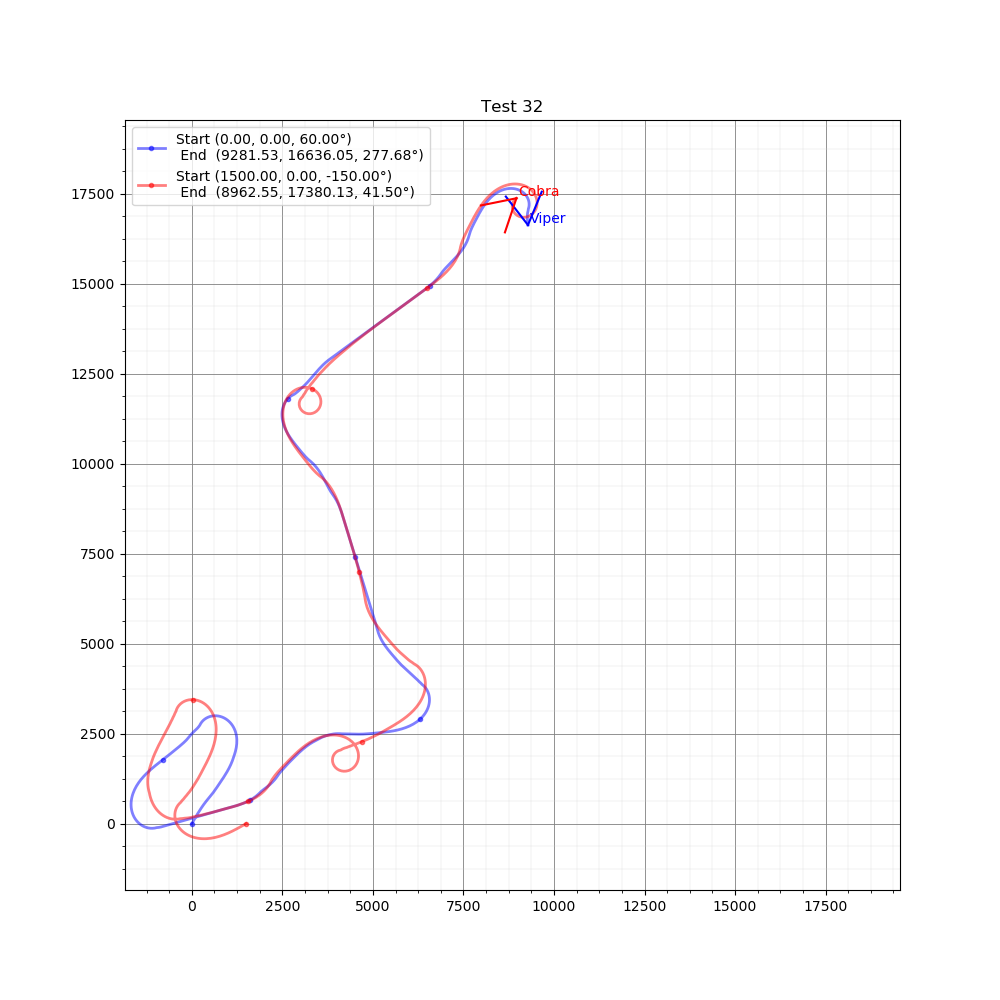 Test 32
Start (0.00, 0.00, 60.00°)
End (9281.53, 16636.05, 277.68°)
Start (1500.00, 0.00, -150.00°)
End (8962.55, 17380.13, 41.50°)
Cobra
Viper
17500
15000
12500
10000
7500
5000
2500
0
0 2500 5000 7500 10000 12500 15000 17500